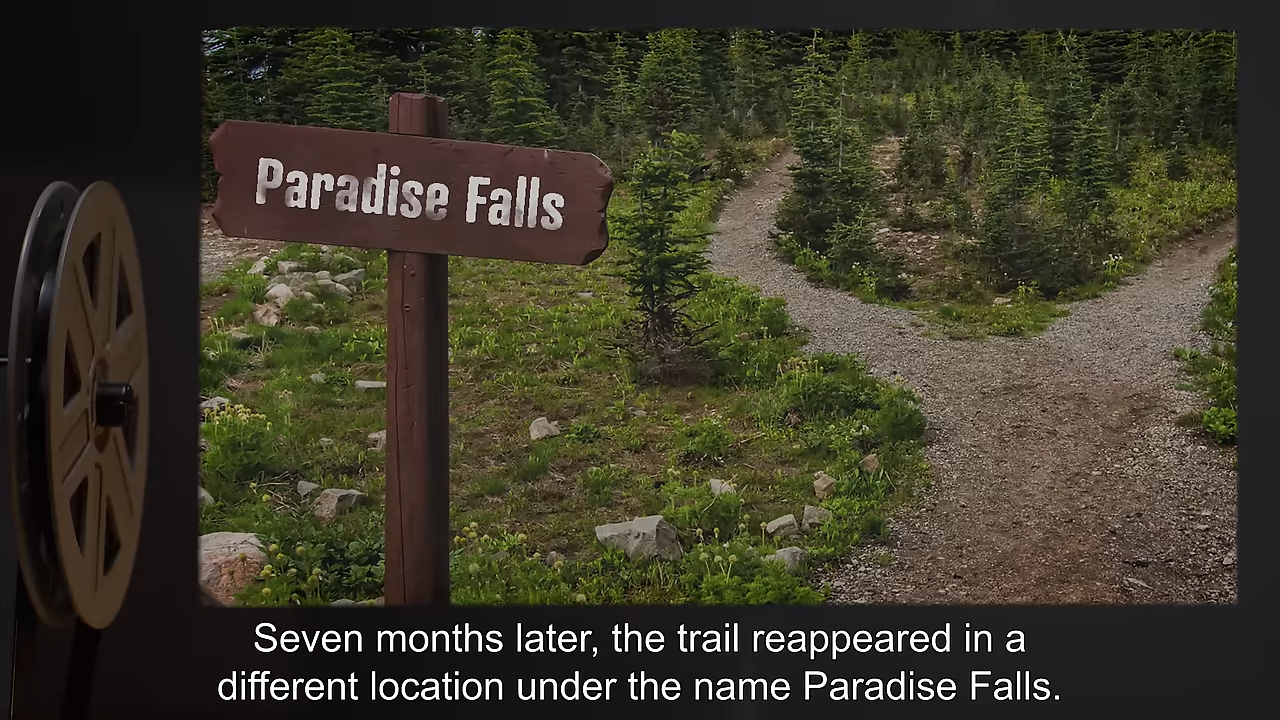 Paradise Falls
Seven months later, the trail reappeared in a
different location under the name Paradise Falls.